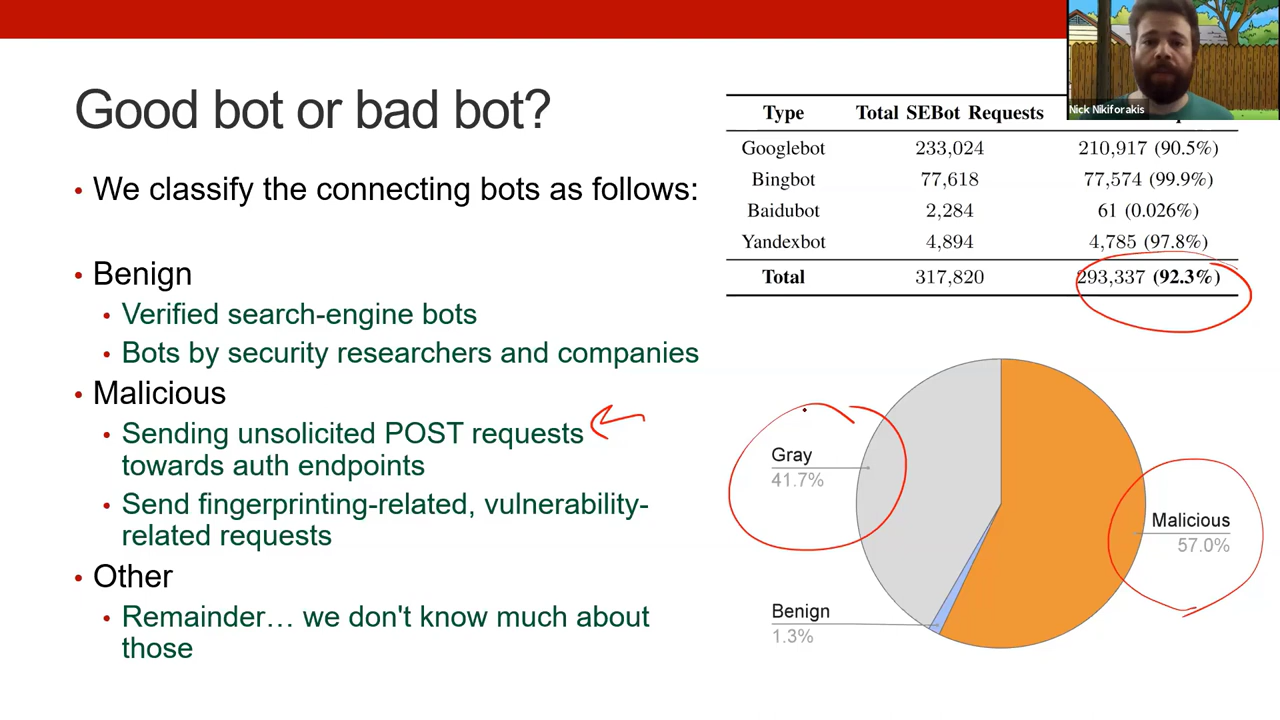 Good bot or bad bot?
• We classify the connecting bots as follows:
• Benign
• Verified search-engine bots
• Bots by security researchers and companies
• Malicious
• Sending unsolicited POST requests
towards auth endpoints
• Send fingerprinting-related, vulnerability-
related requests
• Other
• Remainder… we don't know much about
those
Nick Nikiforakis
Type Total SEBot Requests
Googlebot 233,024 210,917 (90.5%)
Bingbot 77,618 77,574 (99.9%)
Baidubot 2,284 61 (0.026%)
Yandexbot 4,894 4,785 (97.8%)
Total 317,820 293,337 (92.3%)
Gray
41.7%
Malicious
57.0%
Benign
1.3%